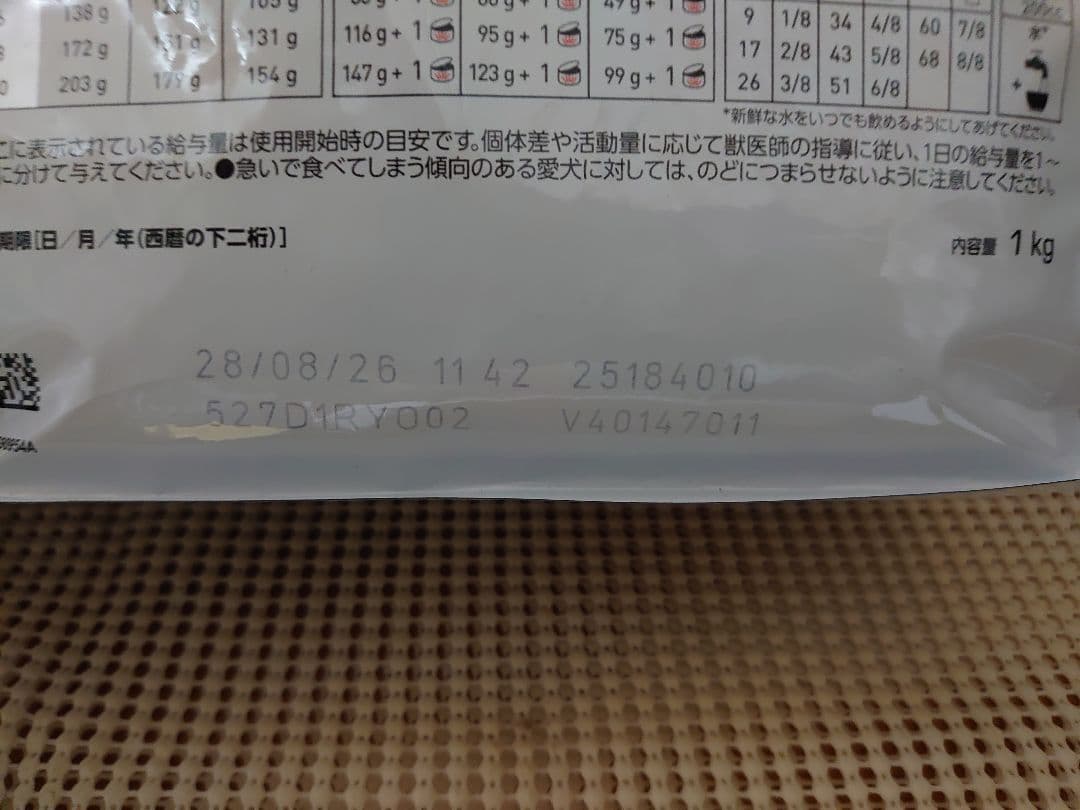 138 g
116 g+ 1 95 g+ 1 75 g+ 1
172 g 131 g
147 g+ 1 123 g+ 1 99 g+ 1
203 g 179 g 154 g
9 1/8 34 4/8 60 7/8
17 2/8 43 5/8 68 8/8
26 3/8 51 6/8
*新鮮な水をいつでも飲めるようにしてあげてください。
に表示されている給与量は使用開始時の目安です。個体差や活動量に応じて獣医師の指導に従い、1日の給与量を1〜
に分けて与えてください。●急いで食べてしまう傾向のある愛犬に対しては、のどにつまらせないように注意してください。
期限[日/月/年(西暦の下二桁)]
内容量 1 kg
28/08/26 11 42 25184010
527D1RY002 V40147011
954A